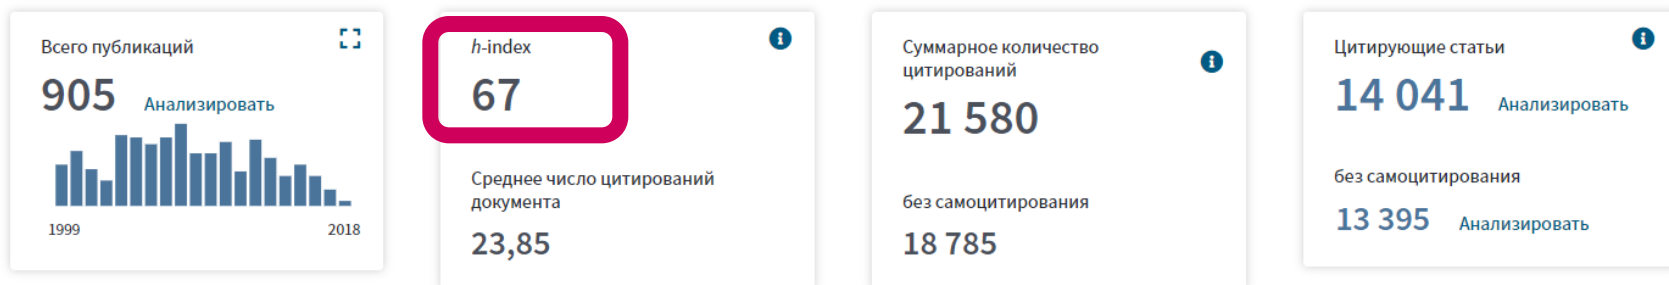 Всего публикаций
905 Анализировать
1999 2018
h-index
67
Среднее число цитирований
документа
23,85
Суммарное количество
цитирований
21 580
без самоцитирования
18 785
Цитирующие статьи
14 041 Анализировать
без самоцитирования
13 395 Анализировать